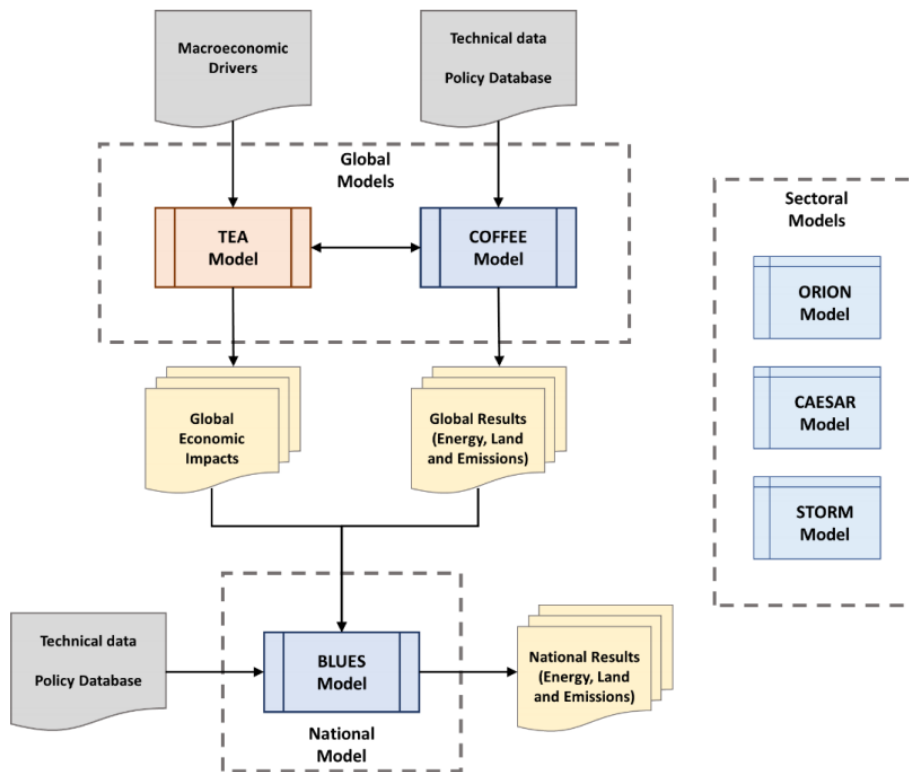 Macroeconomic
Drivers
Technical data
Policy Database
Global
Models
TEA
Model
COFFEE
Model
Sectoral
Models
ORION
Model
CAESAR
Model
STORM
Model
Global
Economic
Impacts
Global Results
(Energy, Land
and Emissions)
Technical data
Policy Database
BLUES
Model
National
Model
National Results
(Energy, Land
and Emissions)